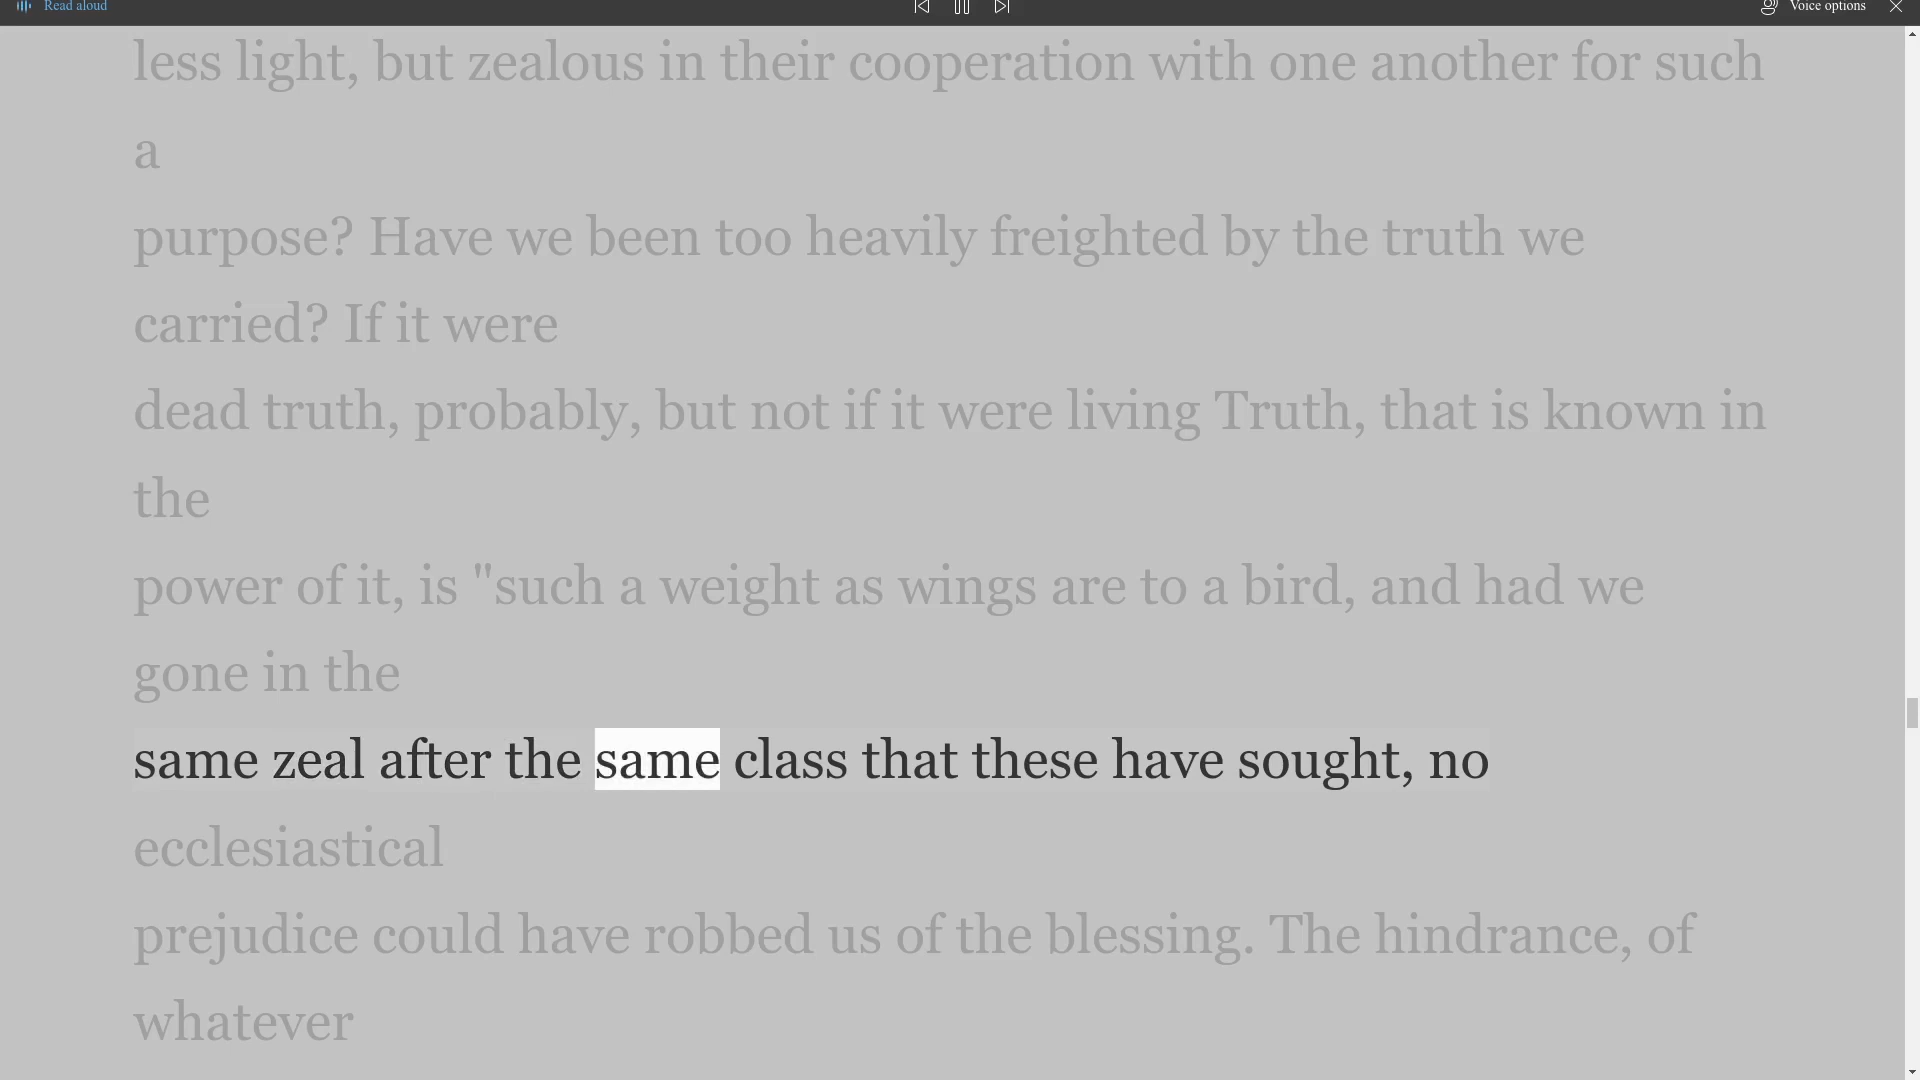 Read aloud
Voice options
less light, but zealous in their cooperation with one another for such
a
purpose? Have we been too heavily freighted by the truth we
carried? If it were
dead truth, probably, but not if it were living Truth, that is known in
the
power of it, is "such a weight as wings are to a bird, and had we
gone in the
same zeal after the same class that these have sought, no
ecclesiastical
prejudice could have robbed us of the blessing. The hindrance, of
whatever